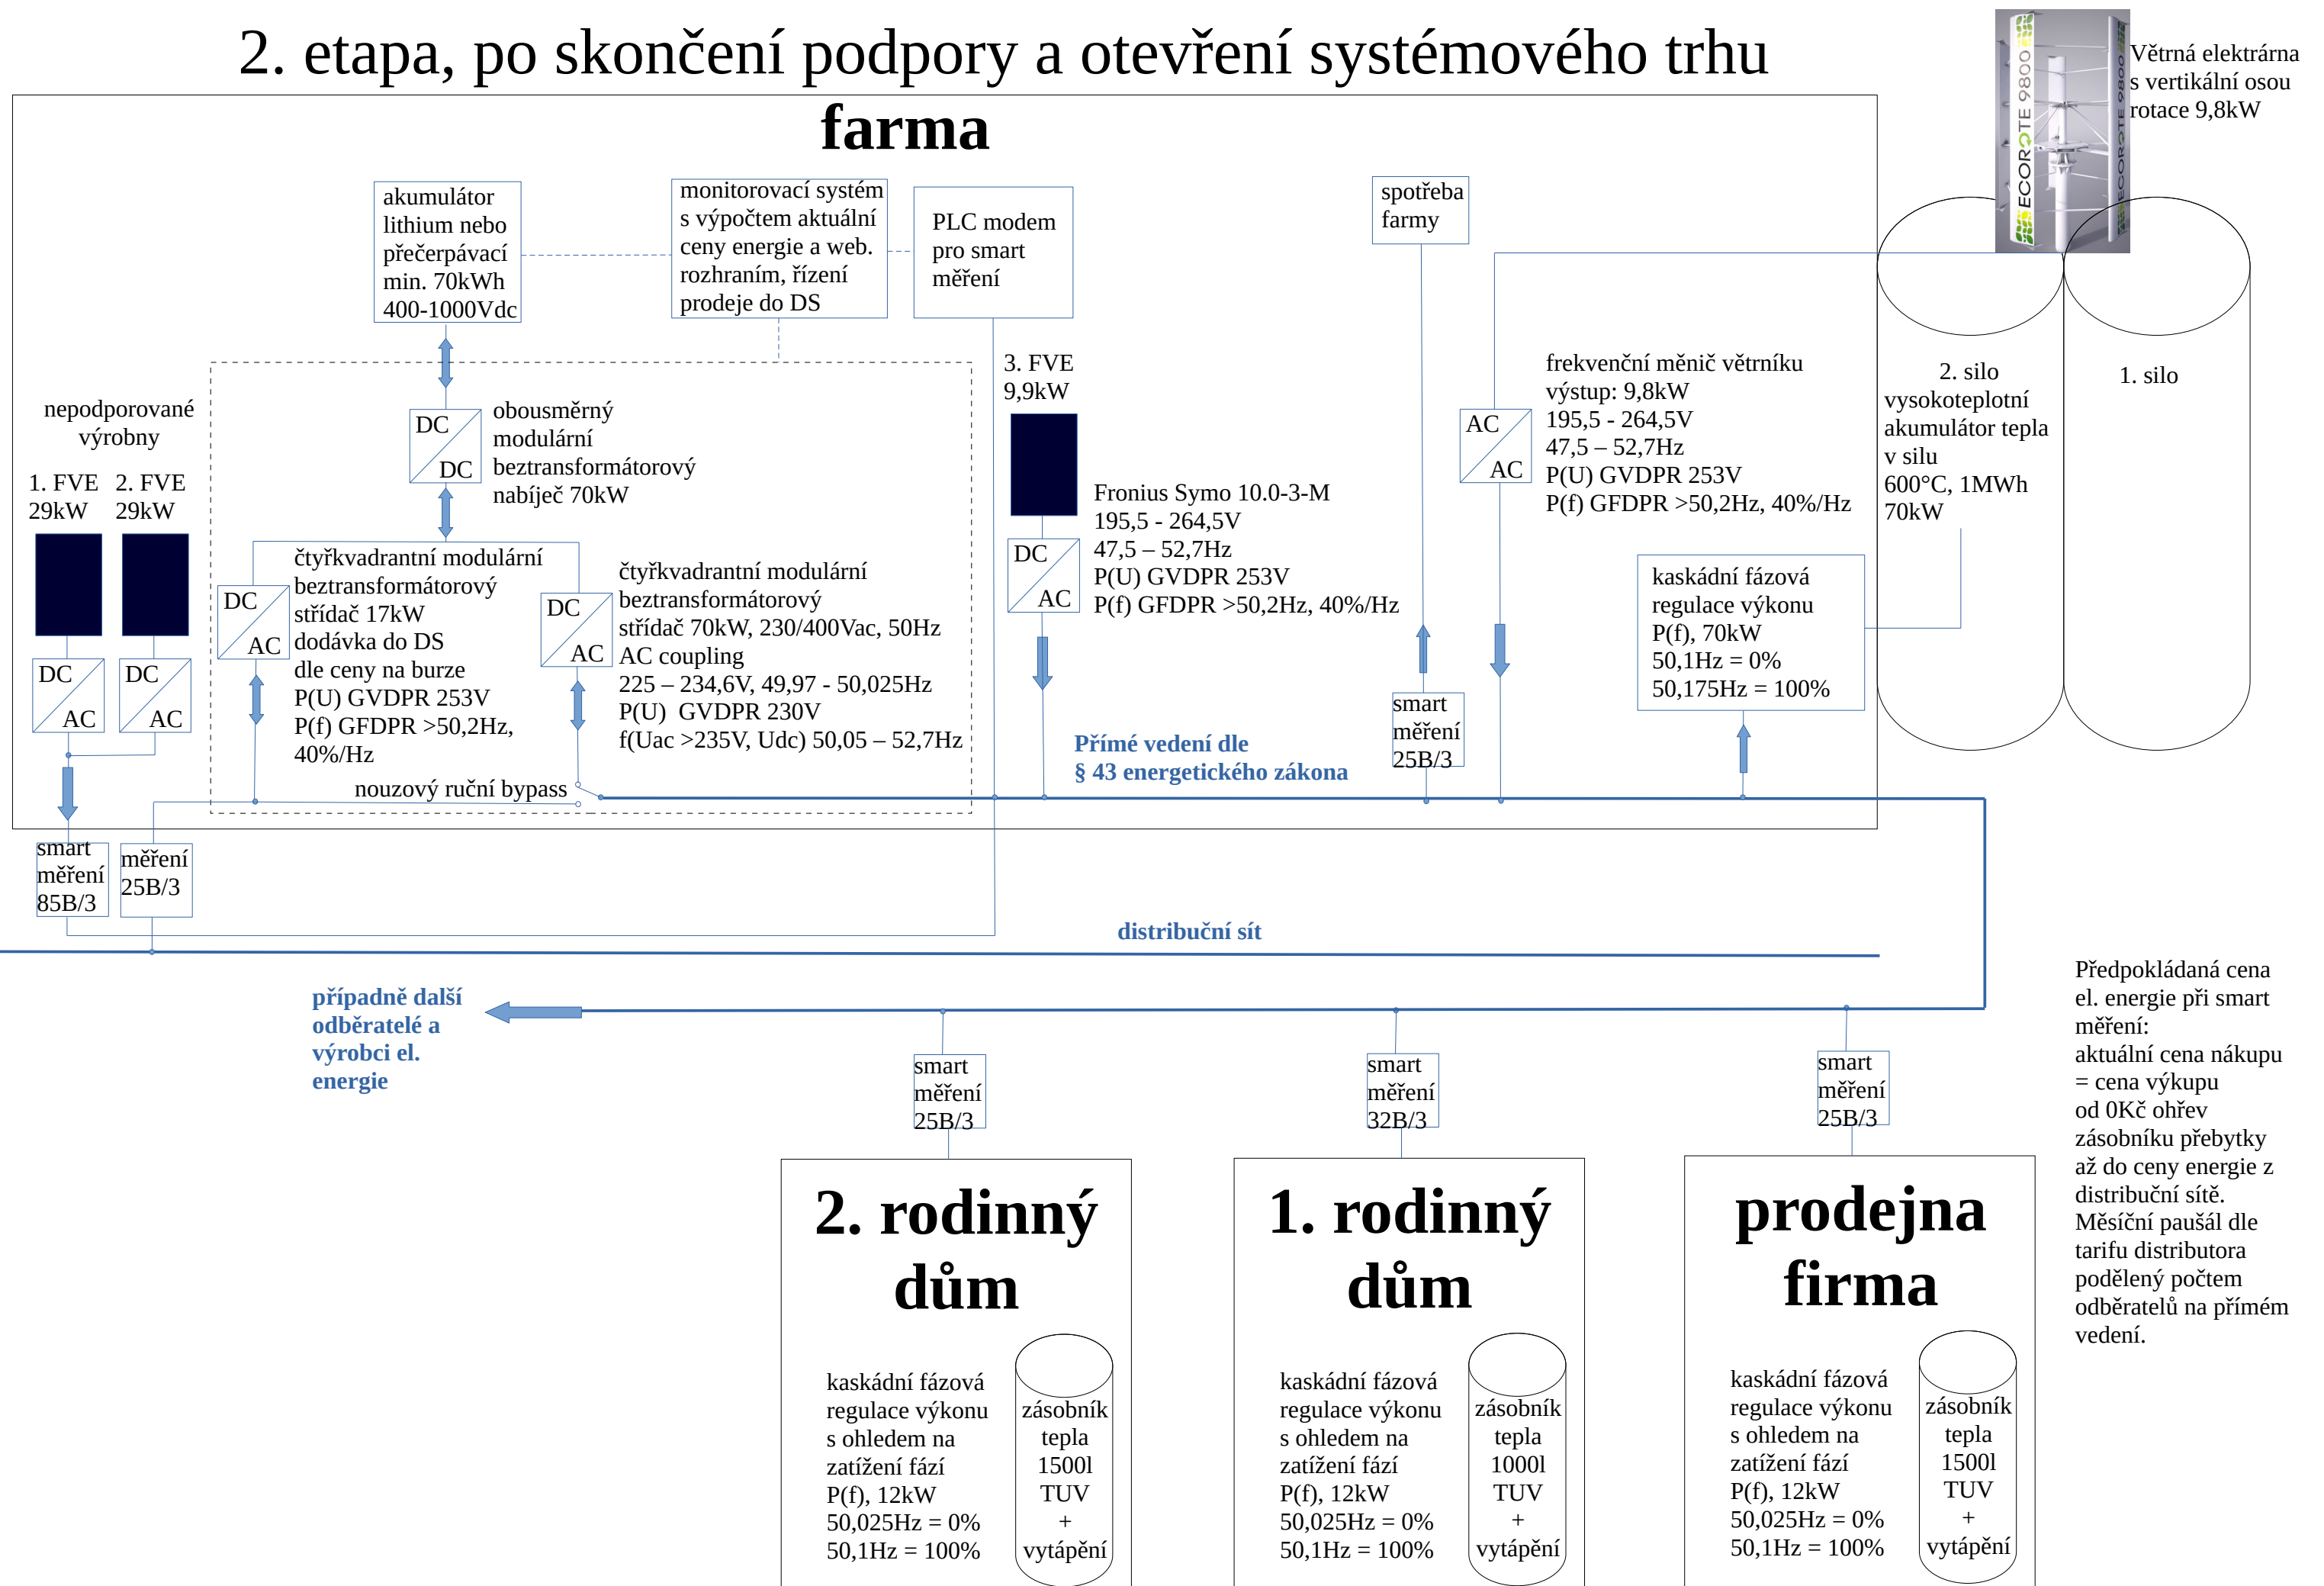 2. etapa, po skončení podpory a otevření systémového trhu
farma
Větrná elektrárna
s vertikální osou
rotace 9,8kW
ECOROTE 9800
ECOROTE 9800
akumulátor
lithium nebo
přečerpávací
min. 70kWh
400-1000Vdc
monitorovací systém
s výpočtem aktuální
ceny energie a web.
rozhraním, řízení
prodeje do DS
PLC modem
pro smart
měření
spotřeba
farmy
nepodporované
výrobny
1. FVE
29kW
2. FVE
29kW
DC
AC
DC
AC
DC
DC
obousměrný
modulární
beztransformátorový
nabíječ 70kW
DC
AC
čtyřkvadrantní modulární
beztransformátorový
střídač 17kW
dodávka do DS
dle ceny na burze
P(U) GVDPR 253V
P(f) GFDPR >50,2Hz,
40%/Hz
DC
AC
čtyřkvadrantní modulární
beztransformátorový
střídač 70kW, 230/400Vac, 50Hz
AC coupling
225 – 234,6V, 49,97 - 50,025Hz
P(U)  GVDPR 230V
f(Uac >235V, Udc) 50,05 – 52,7Hz
nouzový ruční bypass
3. FVE
9,9kW
DC
AC
Fronius Symo 10.0-3-M
195,5 - 264,5V
47,5 – 52,7Hz
P(U) GVDPR 253V
P(f) GFDPR >50,2Hz, 40%/Hz
Přímé vedení dle
§ 43 energetického zákona
smart
měření
25B/3
AC
AC
frekvenční měnič větrníku
výstup: 9,8kW
195,5 - 264,5V
47,5 – 52,7Hz
P(U) GVDPR 253V
P(f) GFDPR >50,2Hz, 40%/Hz
kaskádní fázová
regulace výkonu
P(f), 70kW
50,1Hz = 0%
50,175Hz = 100%
2. silo
vysokoteplotní
akumulátor tepla
v silu
600°C, 1MWh
70kW
1. silo
smart
měření
85B/3
měření
25B/3
distribuční sít
případně další
odběratelé a
výrobci el.
energie
smart
měření
25B/3
smart
měření
32B/3
smart
měření
25B/3
2. rodinný
dům
kaskádní fázová
regulace výkonu
s ohledem na
zatížení fází
P(f), 12kW
50,025Hz = 0%
50,1Hz = 100%
zásobník
tepla
1500l
TUV
+
vytápění
1. rodinný
dům
kaskádní fázová
regulace výkonu
s ohledem na
zatížení fází
P(f), 12kW
50,025Hz = 0%
50,1Hz = 100%
zásobník
tepla
1000l
TUV
+
vytápění
prodejna
firma
kaskádní fázová
regulace výkonu
s ohledem na
zatížení fází
P(f), 12kW
50,025Hz = 0%
50,1Hz = 100%
zásobník
tepla
1500l
TUV
+
vytápění
Předpokládaná cena
el. energie při smart
měření:
aktuální cena nákupu
= cena výkupu
od 0Kč ohřev
zásobníku přebytky
až do ceny energie z
distribuční sítě.
Měsíční paušál dle
tarifu distributora
podělený počtem
odběratelů na přímém
vedení.